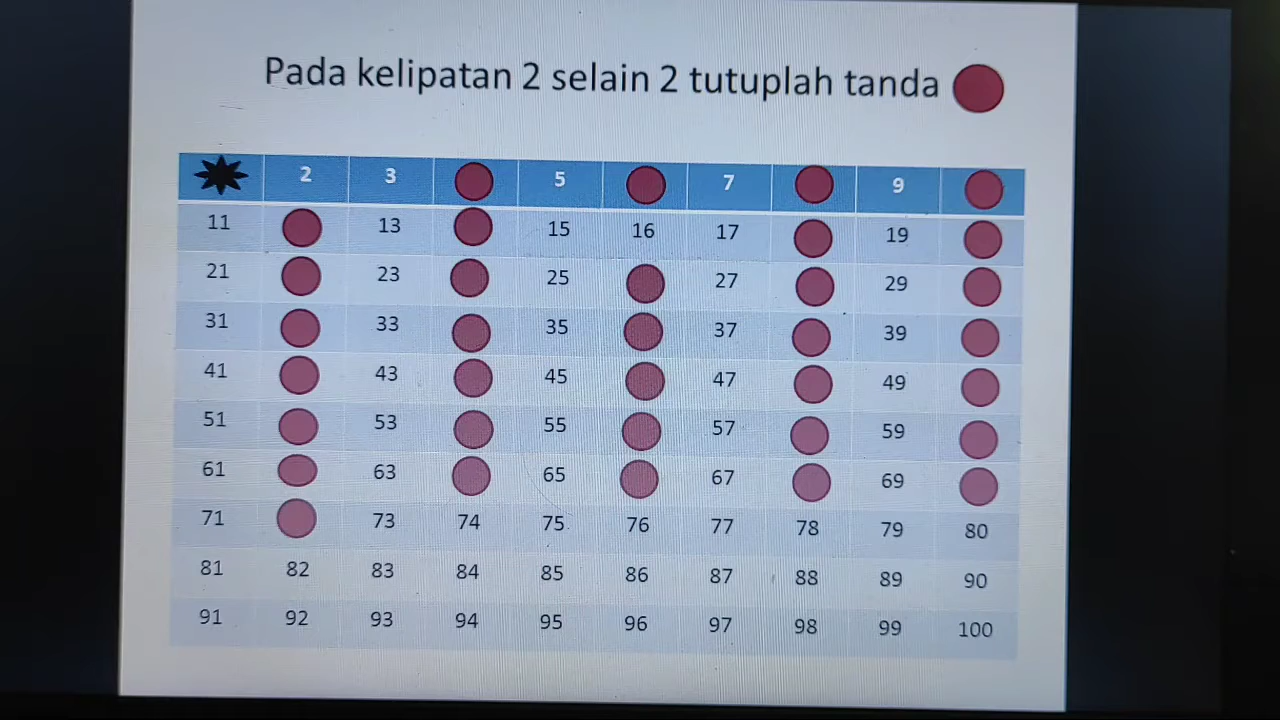 Pada kelipatan 2 selain 2 tutuplah tanda
2 3 5 7 9
11 13 15 16 17 19
21 23 25 27 29
31 33 35 37 39
41 43 45 47 49
51 53 55 57 59
61 63 65 67 69
71 73 74 75 76 77 78 79 80
81 82 83 84 85 86 87 88 89 90
91 92 93 94 95 96 97 98 99 100